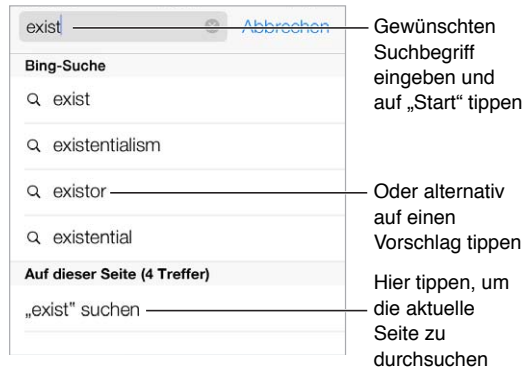 exist
Abbrechen
Bing-Suche
exist
existentialism
existor
existential
Auf dieser Seite (4 Treffer)
„exist“ suchen
Gewünschten
Suchbegriff
eingeben und
auf „Start“ tippen
Oder alternativ
auf einen
Vorschlag tippen
Hier tippen, um
die aktuelle
Seite zu
durchsuchen